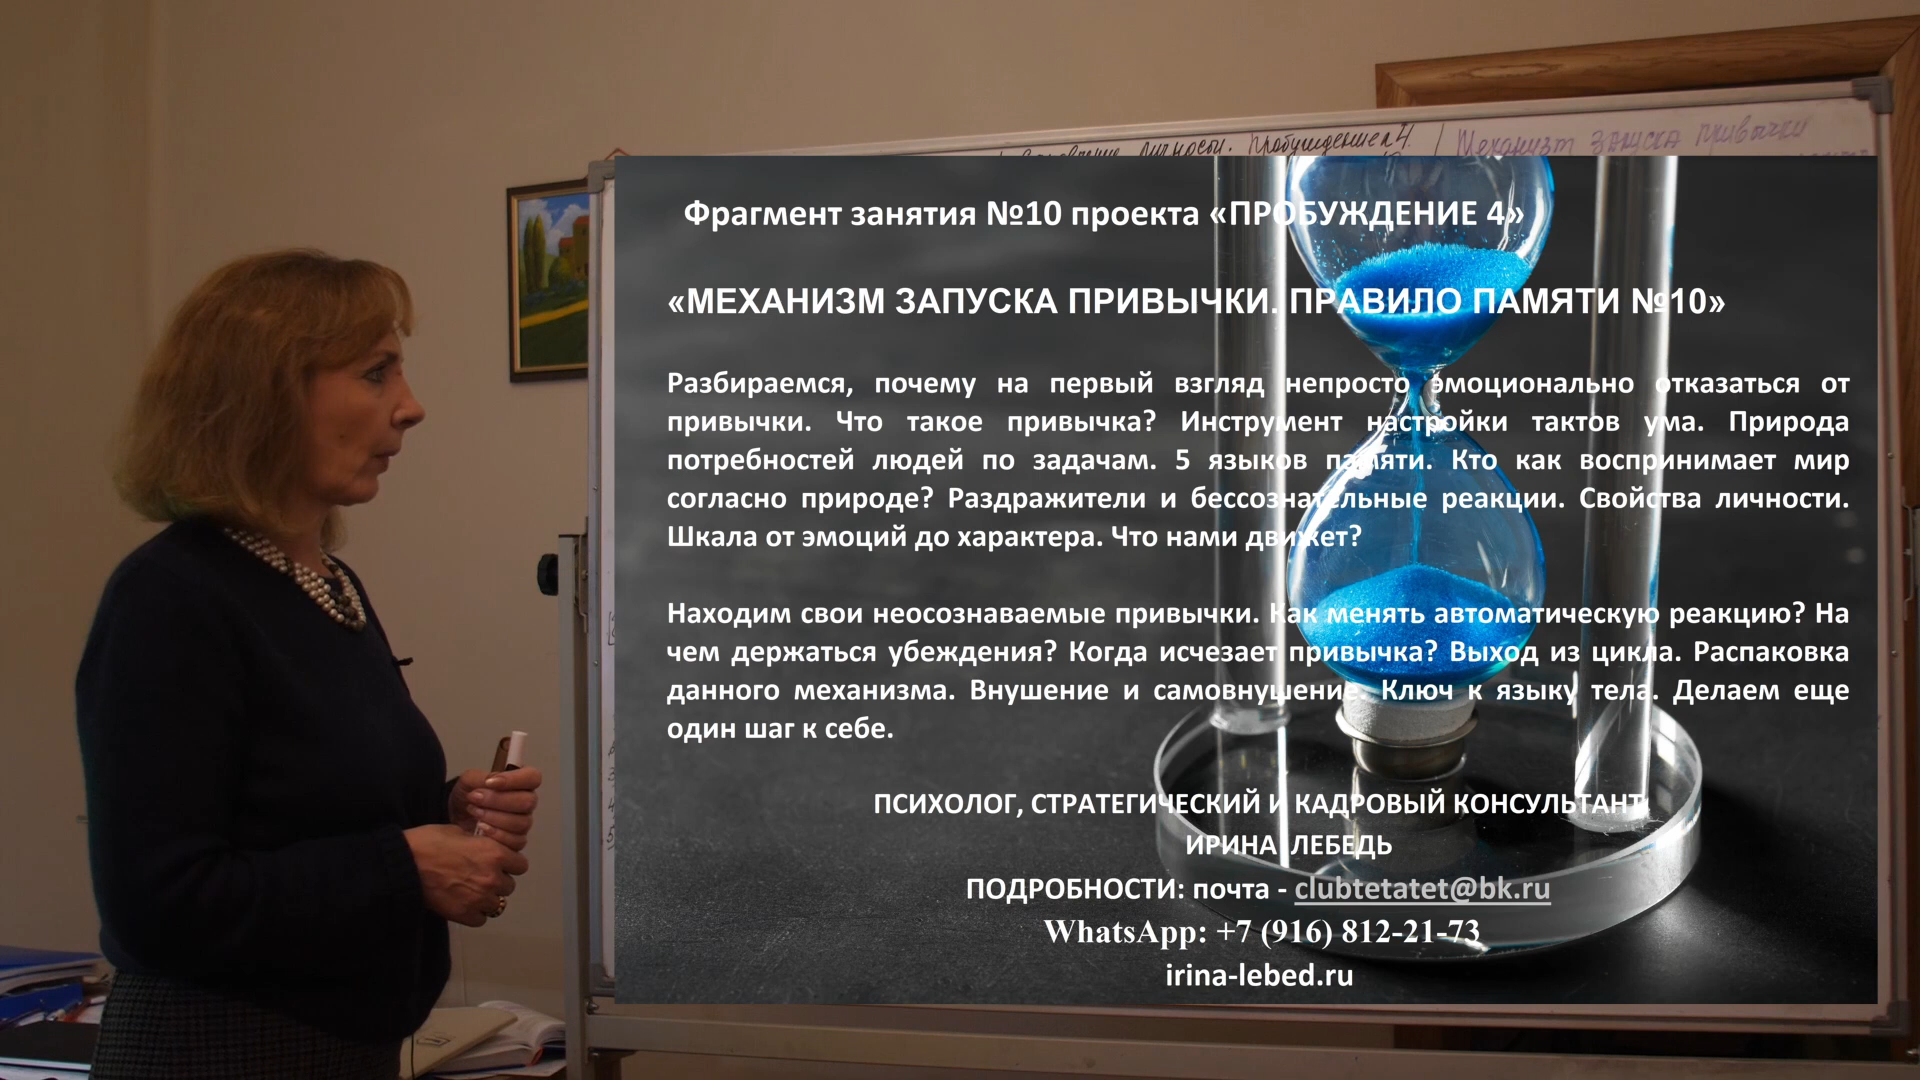 личности. Пробуждение 4.
Механизм запуска привычки
Фрагмент занятия №10 проекта «ПРОБУЖДЕНИЕ 4»
«МЕХАНИЗМ ЗАПУСКА ПРИВЫЧКИ. ПРАВИЛО ПАМЯТИ №10»
Разбираемся, почему на первый взгляд непросто эмоционально отказаться от
привычки. Что такое привычка? Инструмент настройки тактов ума. Природа
потребностей людей по задачам. 5 языков памяти. Кто как воспринимает мир
согласно природе? Раздражители и бессознательные реакции. Свойства личности.
Шкала от эмоций до характера. Что нами движет?
Находим свои неосознаваемые привычки. Как менять автоматическую реакцию? На
чем держаться убеждения? Когда исчезает привычка? Выход из цикла. Распаковка
данного механизма. Внушение и самовнушение. Ключ к языку тела. Делаем еще
один шаг к себе.
ПСИХОЛОГ, СТРАТЕГИЧЕСКИЙ И КАДРОВЫЙ КОНСУЛЬТАНТ
ИРИНА ЛЕБЕДЬ
ПОДРОБНОСТИ: почта - clubtetatet@bk.ru
WhatsApp: +7 (916) 812-21-73
irina-lebed.ru